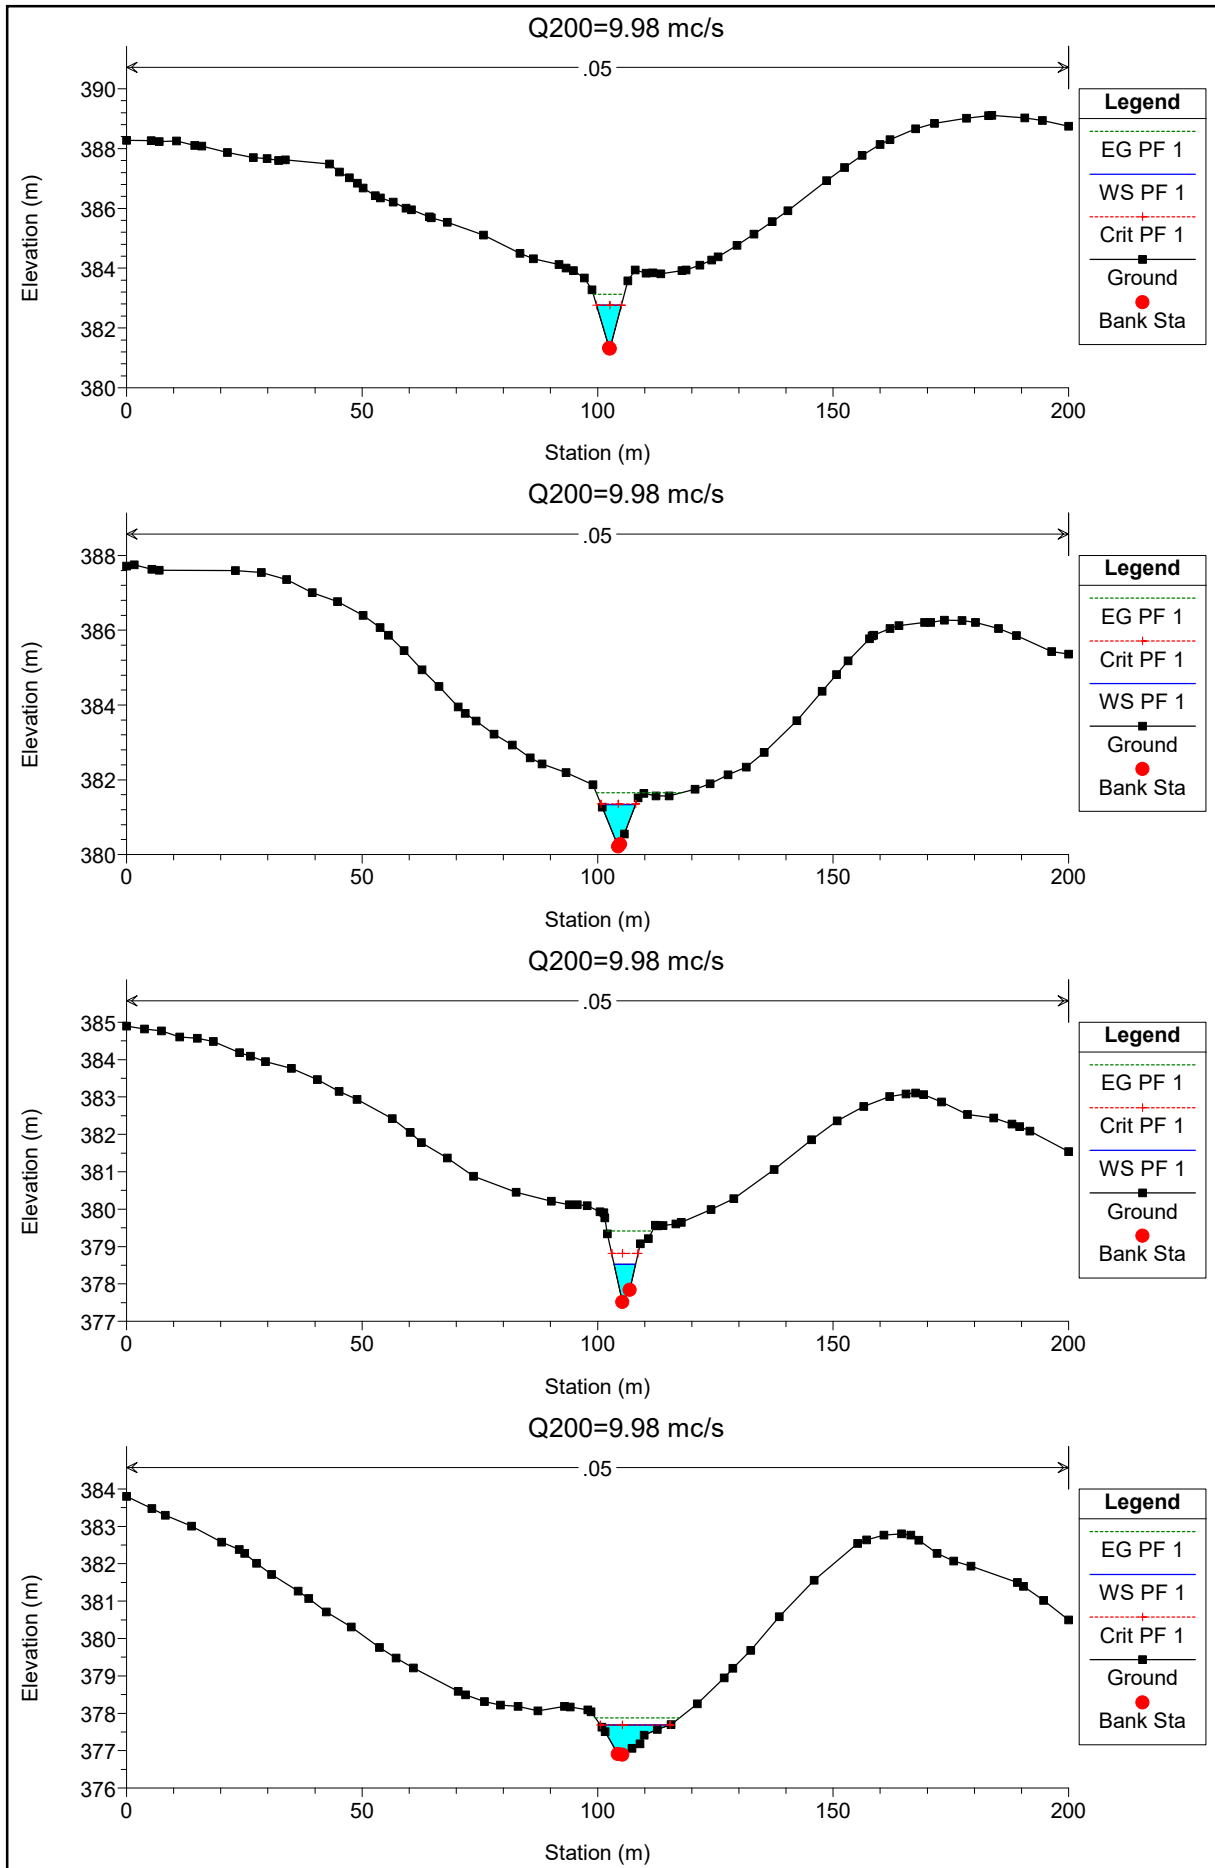 Q200=9.98 mc/s
.05
390
388
386
384
382
380
Elevation (m)
0
50
100
150
200
Station (m)
Legend
EG PF 1
WS PF 1
Crit PF 1
Ground
Bank Sta
Q200=9.98 mc/s
.05
388
386
384
382
380
Elevation (m)
0
50
100
150
200
Station (m)
Legend
EG PF 1
Crit PF 1
WS PF 1
Ground
Bank Sta
Q200=9.98 mc/s
.05
385
384
383
382
381
380
379
378
377
Elevation (m)
0
50
100
150
200
Station (m)
Legend
EG PF 1
Crit PF 1
WS PF 1
Ground
Bank Sta
Q200=9.98 mc/s
.05
384
383
382
381
380
379
378
377
376
Elevation (m)
0
50
100
150
200
Station (m)
Legend
EG PF 1
WS PF 1
Crit PF 1
Ground
Bank Sta